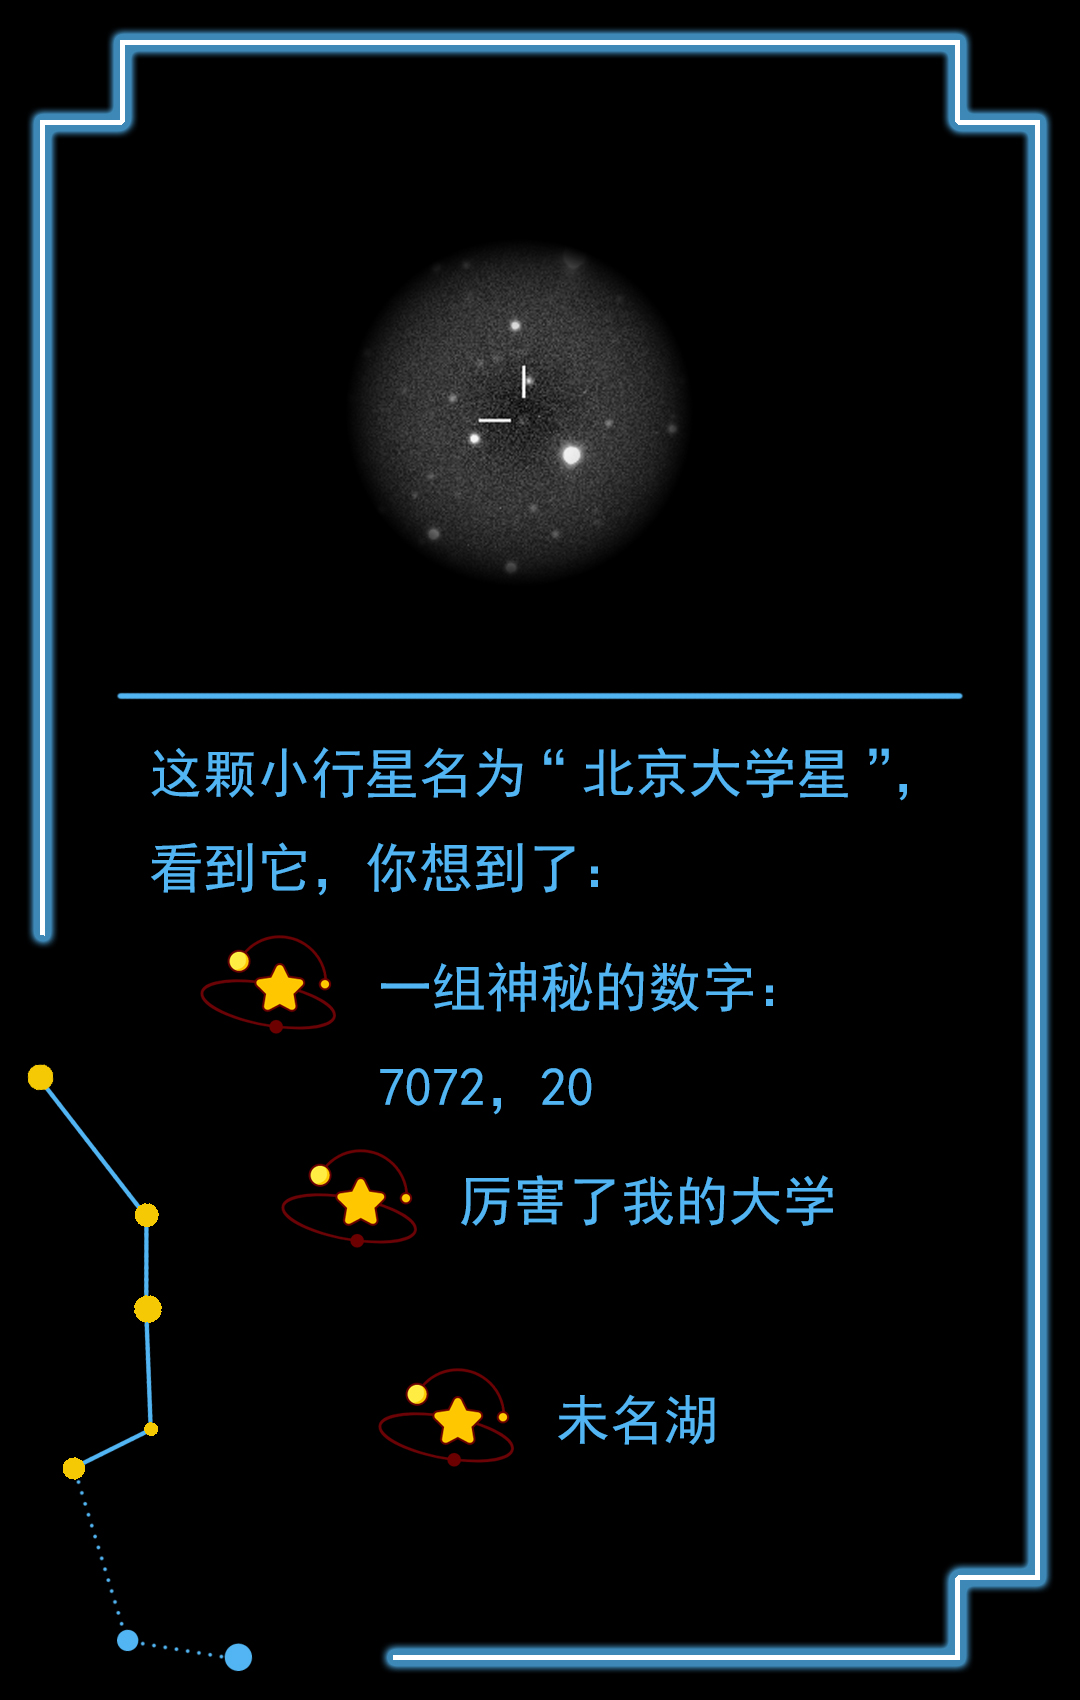 这颗小行星名为“北京大学星”，
看到它，你想到了：
一组神秘的数字：
7072，20
厉害了我的大学
未名湖